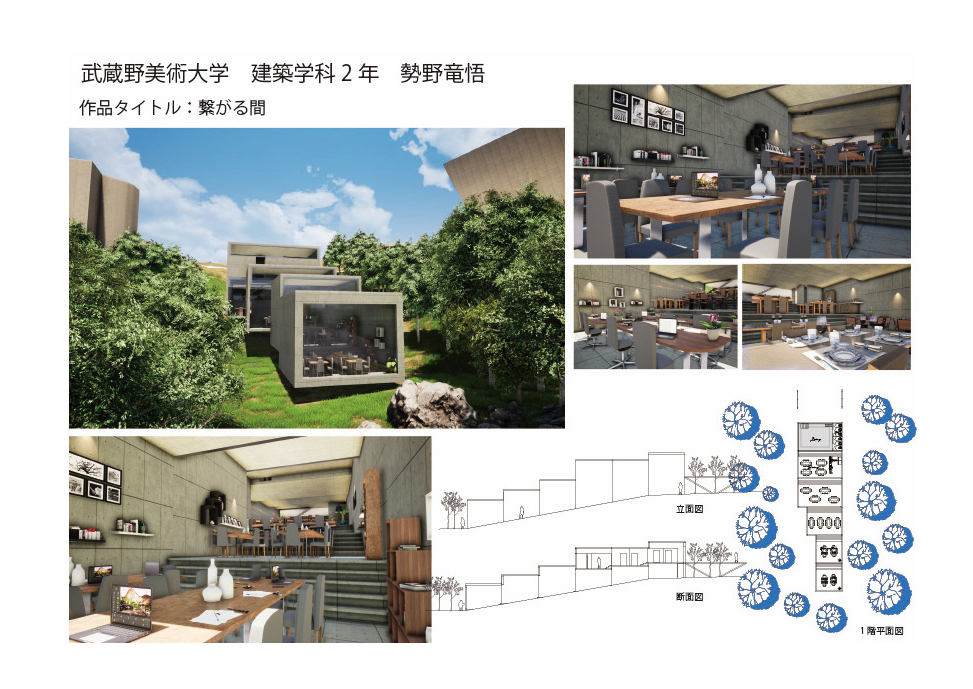 武蔵野美術大学　建築学科２年　勢野竜悟
作品タイトル：繋がる間
立面図
断面図
１階平面図